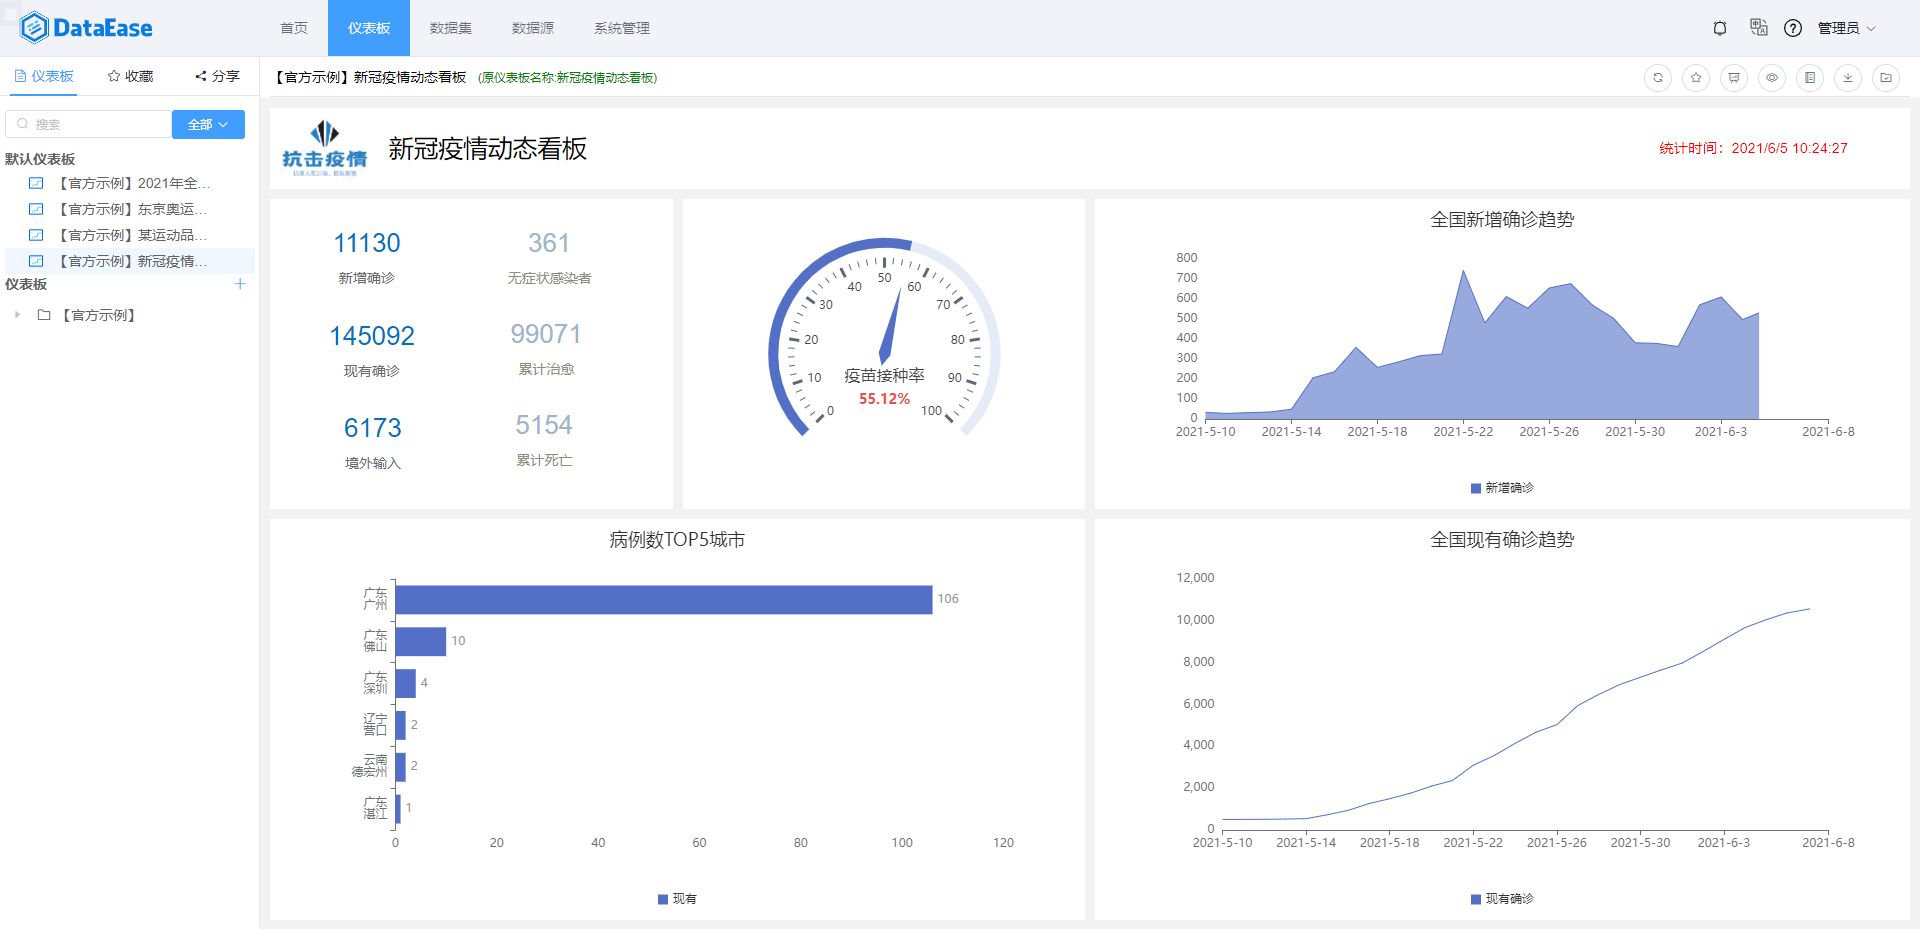 DataEase
首页
仪表板
数据集
数据源
系统管理
管理员
仪表板
收藏
分享
【官方示例】新冠疫情动态看板 (原仪表板名称:新冠疫情动态看板)
搜索
全部
默认仪表板
【官方示例】2021年全...
【官方示例】东京奥运...
【官方示例】某运动品...
【官方示例】新冠疫情...
仪表板
【官方示例】
抗击疫情
新冠疫情动态看板
统计时间：2021/6/5 10:24:27
11130
新增确诊
361
无症状感染者
145092
现有确诊
99071
累计治愈
6173
境外输入
5154
累计死亡
0
10
20
30
40
50
60
70
80
90
100
疫苗接种率
55.12%
全国新增确诊趋势
800
700
600
500
400
300
200
100
0
2021-5-10
2021-5-14
2021-5-18
2021-5-22
2021-5-26
2021-5-30
2021-6-3
2021-6-8
新增确诊
病例数TOP5城市
广东
广州
106
广东
佛山
10
广东
深圳
4
辽宁
营口
2
云南
德宏州
2
广东
湛江
1
0
20
40
60
80
100
120
现有
全国现有确诊趋势
12,000
10,000
8,000
6,000
4,000
2,000
0
2021-5-10
2021-5-14
2021-5-18
2021-5-22
2021-5-26
2021-5-30
2021-6-3
2021-6-8
现有确诊